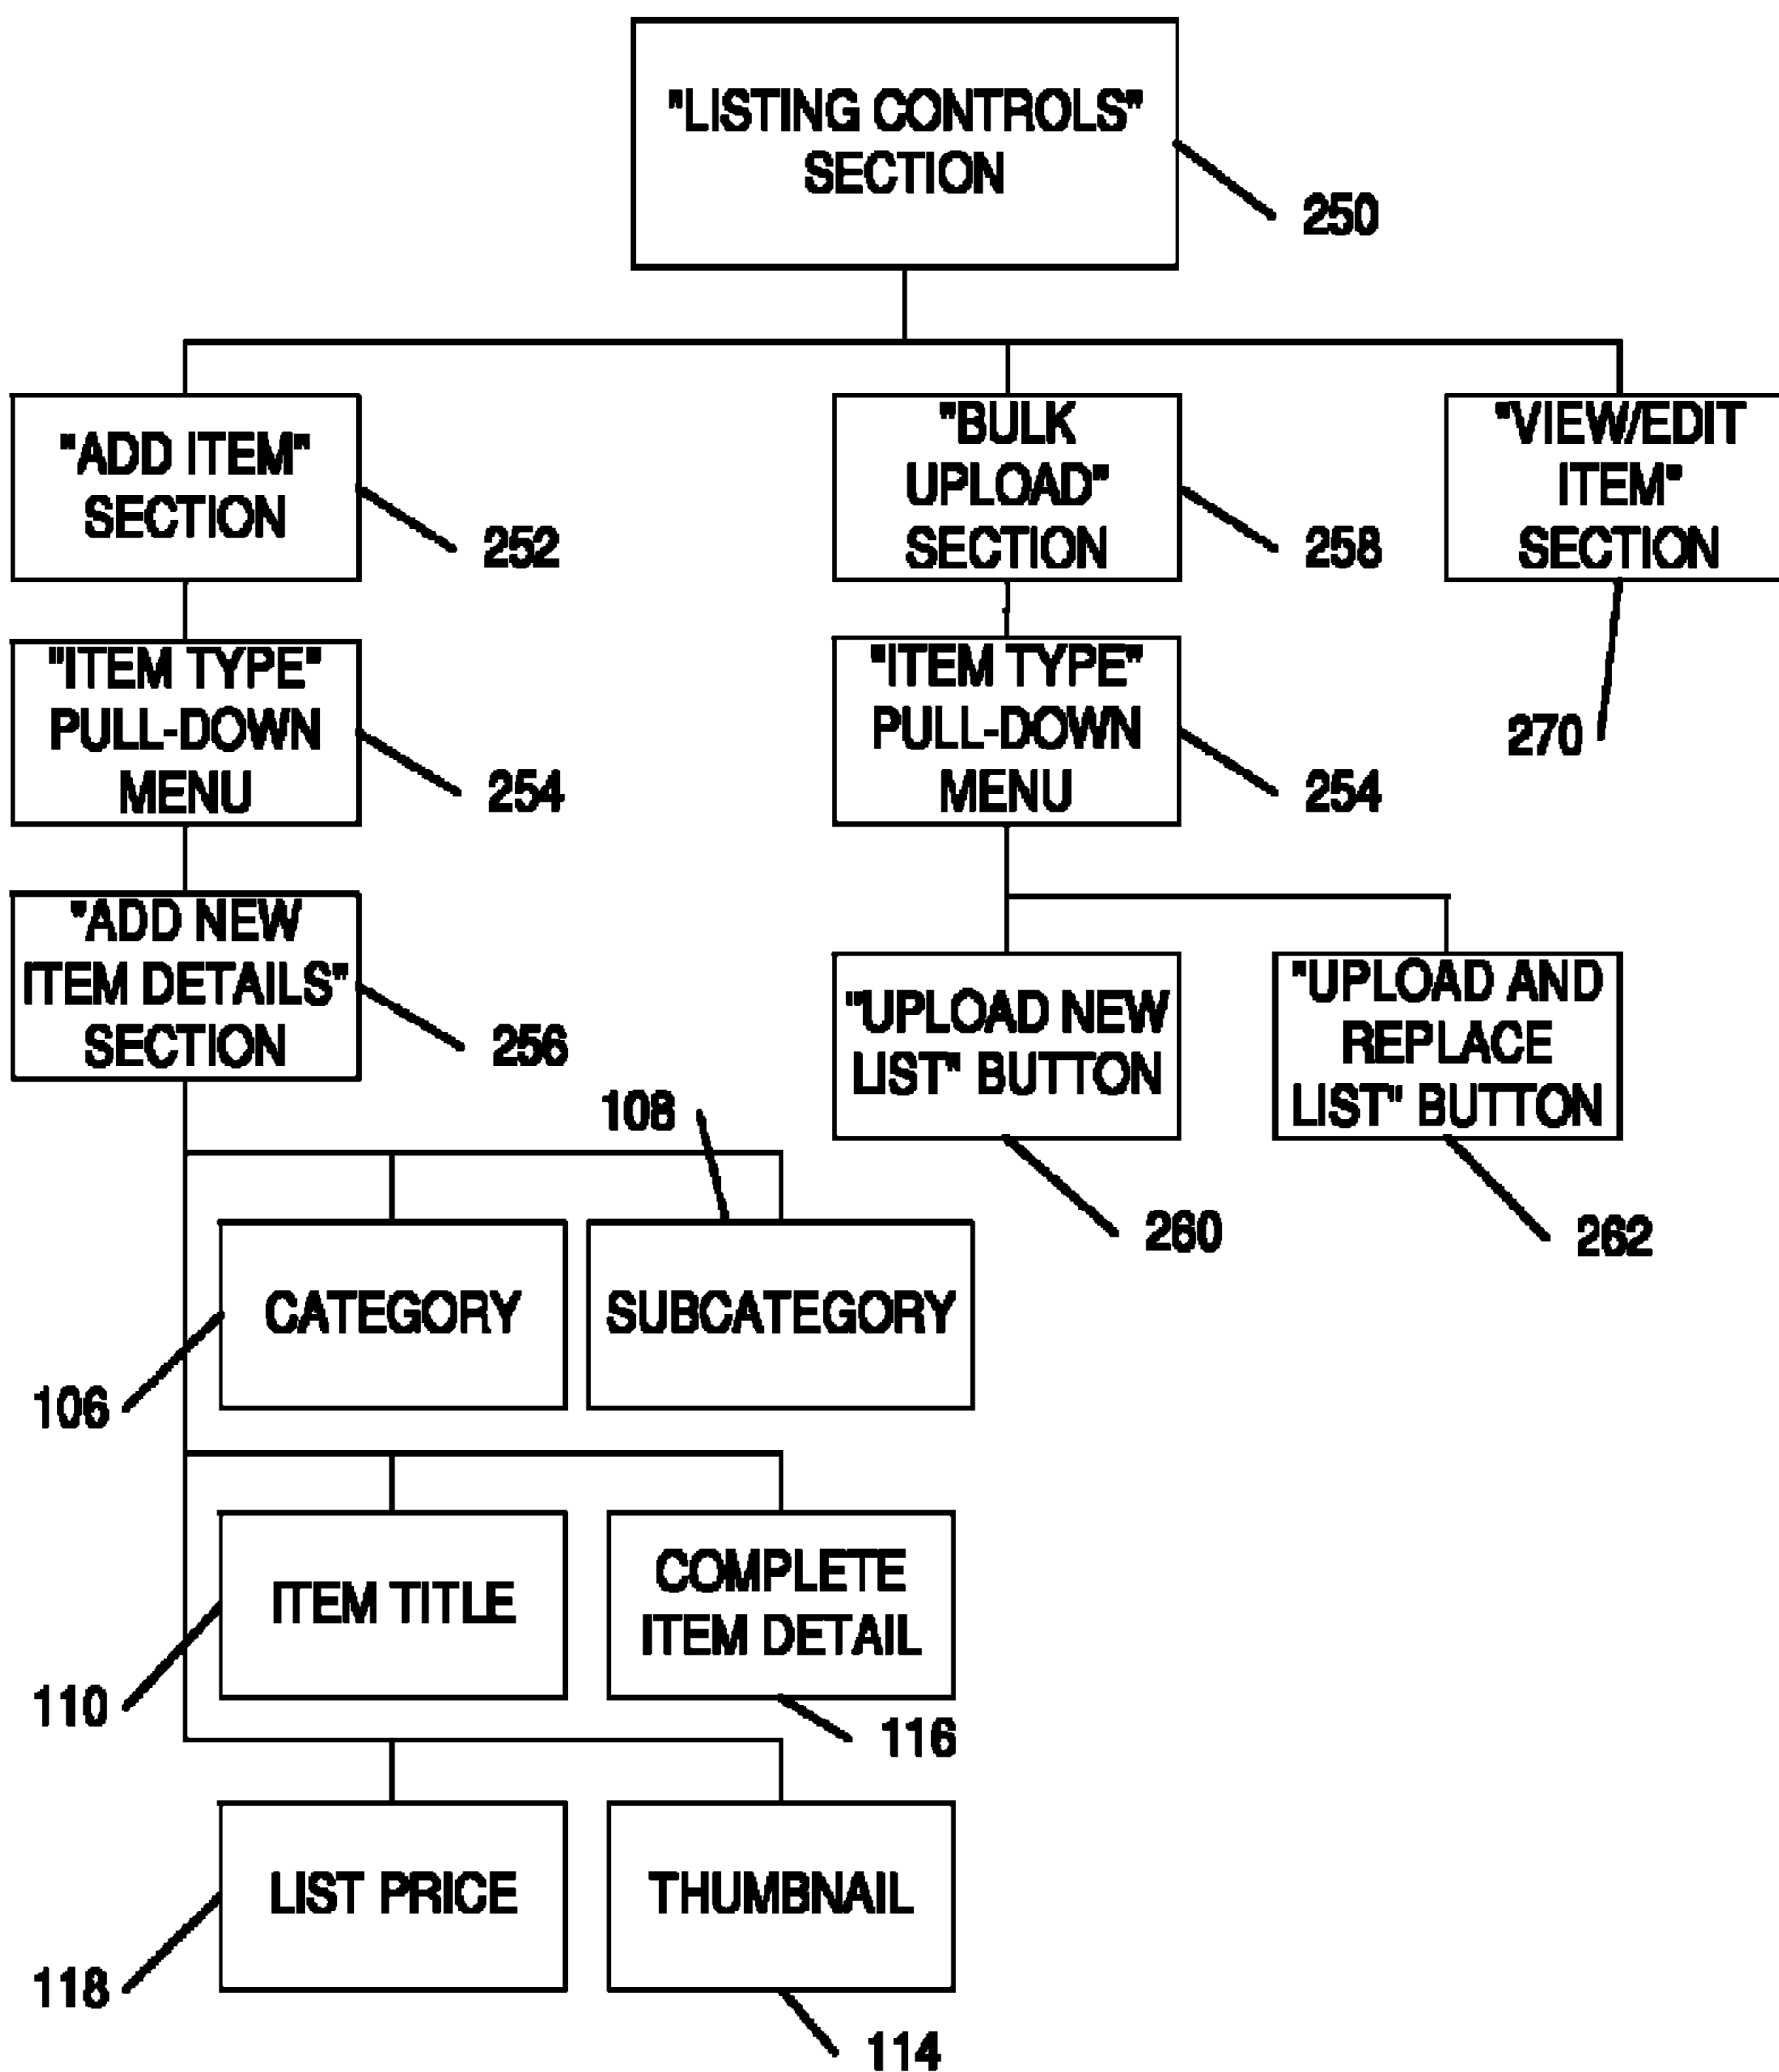 "LISTING CONTROLS"
SECTION
250
"ADD ITEM"
SECTION
252
"BULK
UPLOAD"
SECTION
258
"VIEW/EDIT
ITEM"
SECTION
270
"ITEM TYPE"
PULL-DOWN
MENU
254
"ITEM TYPE"
PULL-DOWN
MENU
254
"ADD NEW
ITEM DETAILS"
SECTION
256
"UPLOAD NEW
LIST" BUTTON
260
"UPLOAD AND
REPLACE
LIST" BUTTON
262
108
CATEGORY
106
SUBCATEGORY
ITEM TITLE
110
COMPLETE
ITEM DETAIL
116
LIST PRICE
118
THUMBNAIL
114